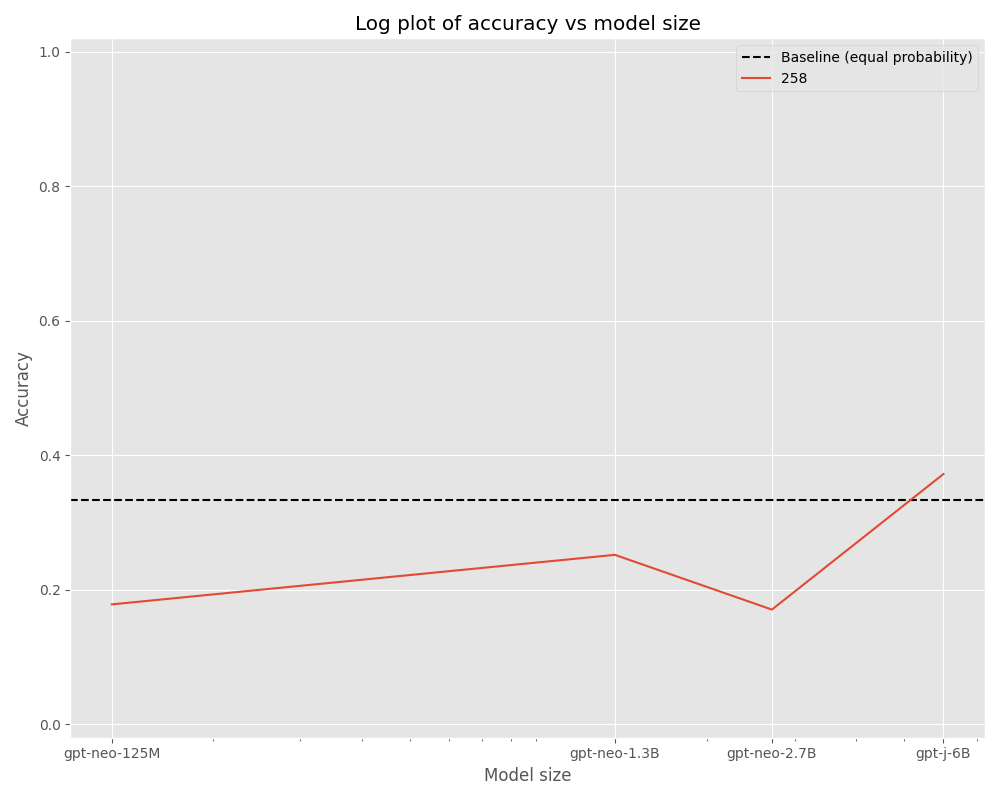 Log plot of accuracy vs model size
Baseline (equal probability)
258
1.0
0.8
0.6
0.4
0.2
0.0
Accuracy
gpt-neo-125M
gpt-neo-1.3B
gpt-neo-2.7B
gpt-j-6B
Model size